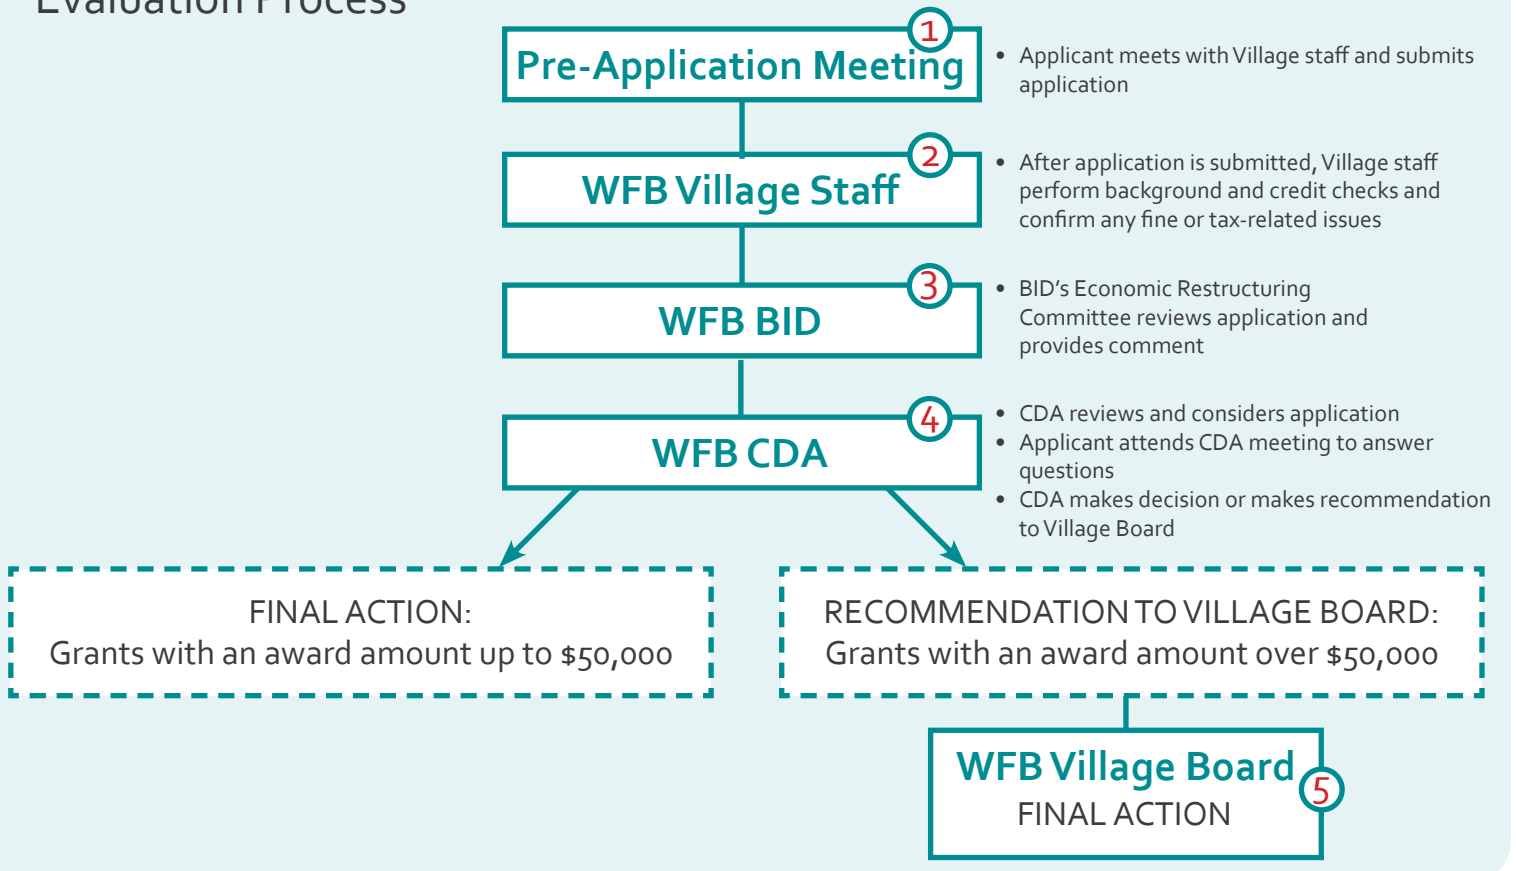 Evaluation Process
1
Pre-Application Meeting
• Applicant meets with Village staff and submits
application
2
WFB Village Staff
• After application is submitted, Village staff
perform background and credit checks and
confirm any fine or tax-related issues
3
WFB BID
• BID's Economic Restructuring
Committee reviews application and
provides comment
4
WFB CDA
• CDA reviews and considers application
• Applicant attends CDA meeting to answer
questions
• CDA makes decision or makes recommendation
to Village Board
FINAL ACTION:
Grants with an award amount up to $50,000
RECOMMENDATION TO VILLAGE BOARD:
Grants with an award amount over $50,000
WFB Village Board
5
FINAL ACTION